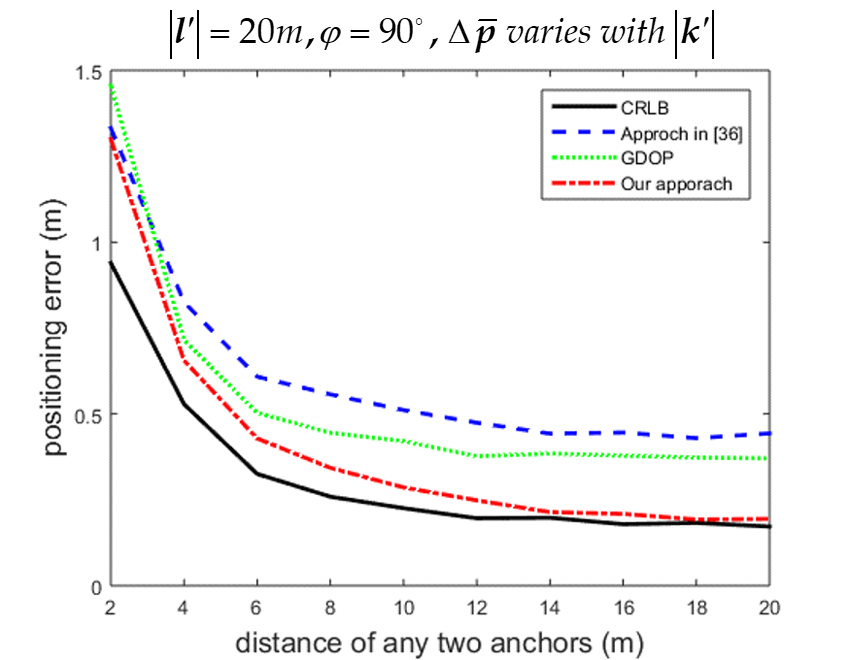 |l′| = 20m, φ = 90°, Δp̄ varies with |k′|
1.5
1
0.5
0
positioning error (m)
CRLB
Approch in [36]
GDOP
Our apporach
2 4 6 8 10 12 14 16 18 20
distance of any two anchors (m)